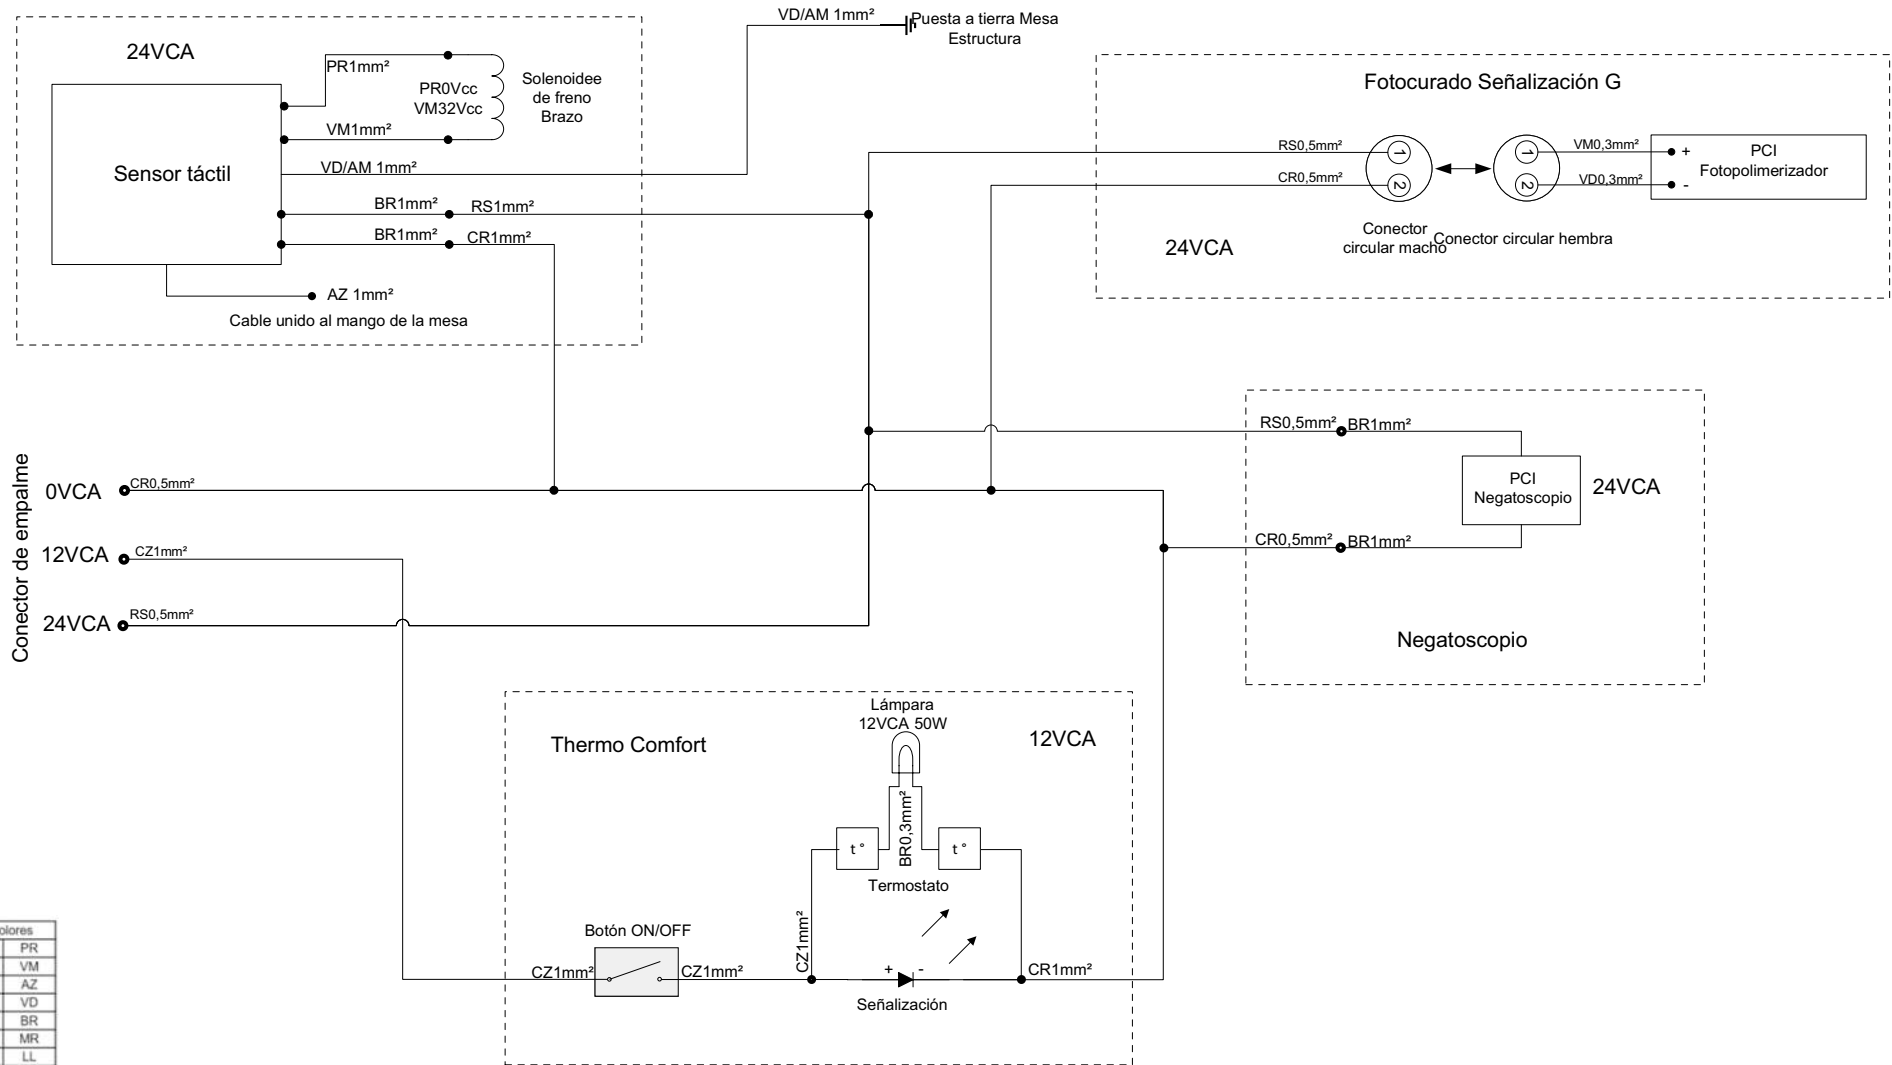 24VCA
PR1mm²
PR0Vcc
VM32Vcc
Solenoidee
de freno
Brazo
VM1mm²
Sensor táctil
VD/AM 1mm²
BR1mm²
RS1mm²
BR1mm²
CR1mm²
AZ 1mm²
Cable unido al mango de la mesa
VD/AM 1mm²
Puesta a tierra Mesa
Estructura
Fotocurado Señalización G
RS0,5mm²
CR0,5mm²
1
2
1
2
VM0,3mm²
VD0,3mm²
+
-
PCI
Fotopolimerizador
Conector
circular macho
Conector circular hembra
24VCA
RS0,5mm²
BR1mm²
PCI
Negatoscopio
24VCA
CR0,5mm²
BR1mm²
Negatoscopio
Conector de empalme
0VCA
CR0,5mm²
12VCA
CZ1mm²
24VCA
RS0,5mm²
Thermo Comfort
Lámpara
12VCA 50W
12VCA
BR0,3mm²
t °
t °
Termostato
CZ1mm²
Botón ON/OFF
CZ1mm²
CZ1mm²
+
-
Señalización
CR1mm²
olores
PR
VM
AZ
VD
BR
MR
LL